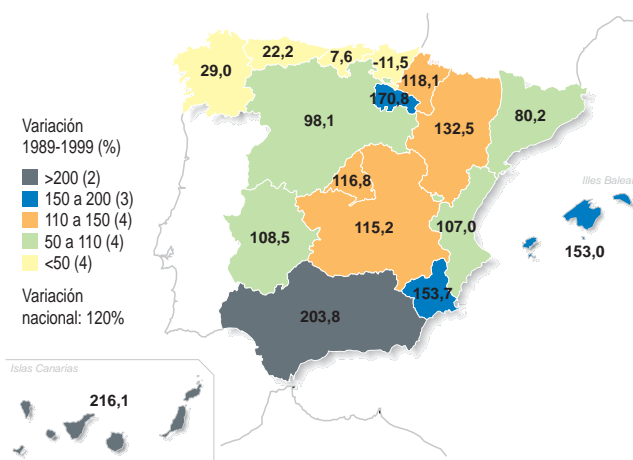 29,0
22,2
7,6
-11,5
118,1
170,8
98,1
132,5
80,2
116,8
115,2
107,0
108,5
153,7
203,8
Variación
1989-1999 (%)
>200 (2)
150 a 200 (3)
110 a 150 (4)
50 a 110 (4)
<50 (4)
Variación
nacional: 120%
Illes Balears
153,0
Islas Canarias
216,1